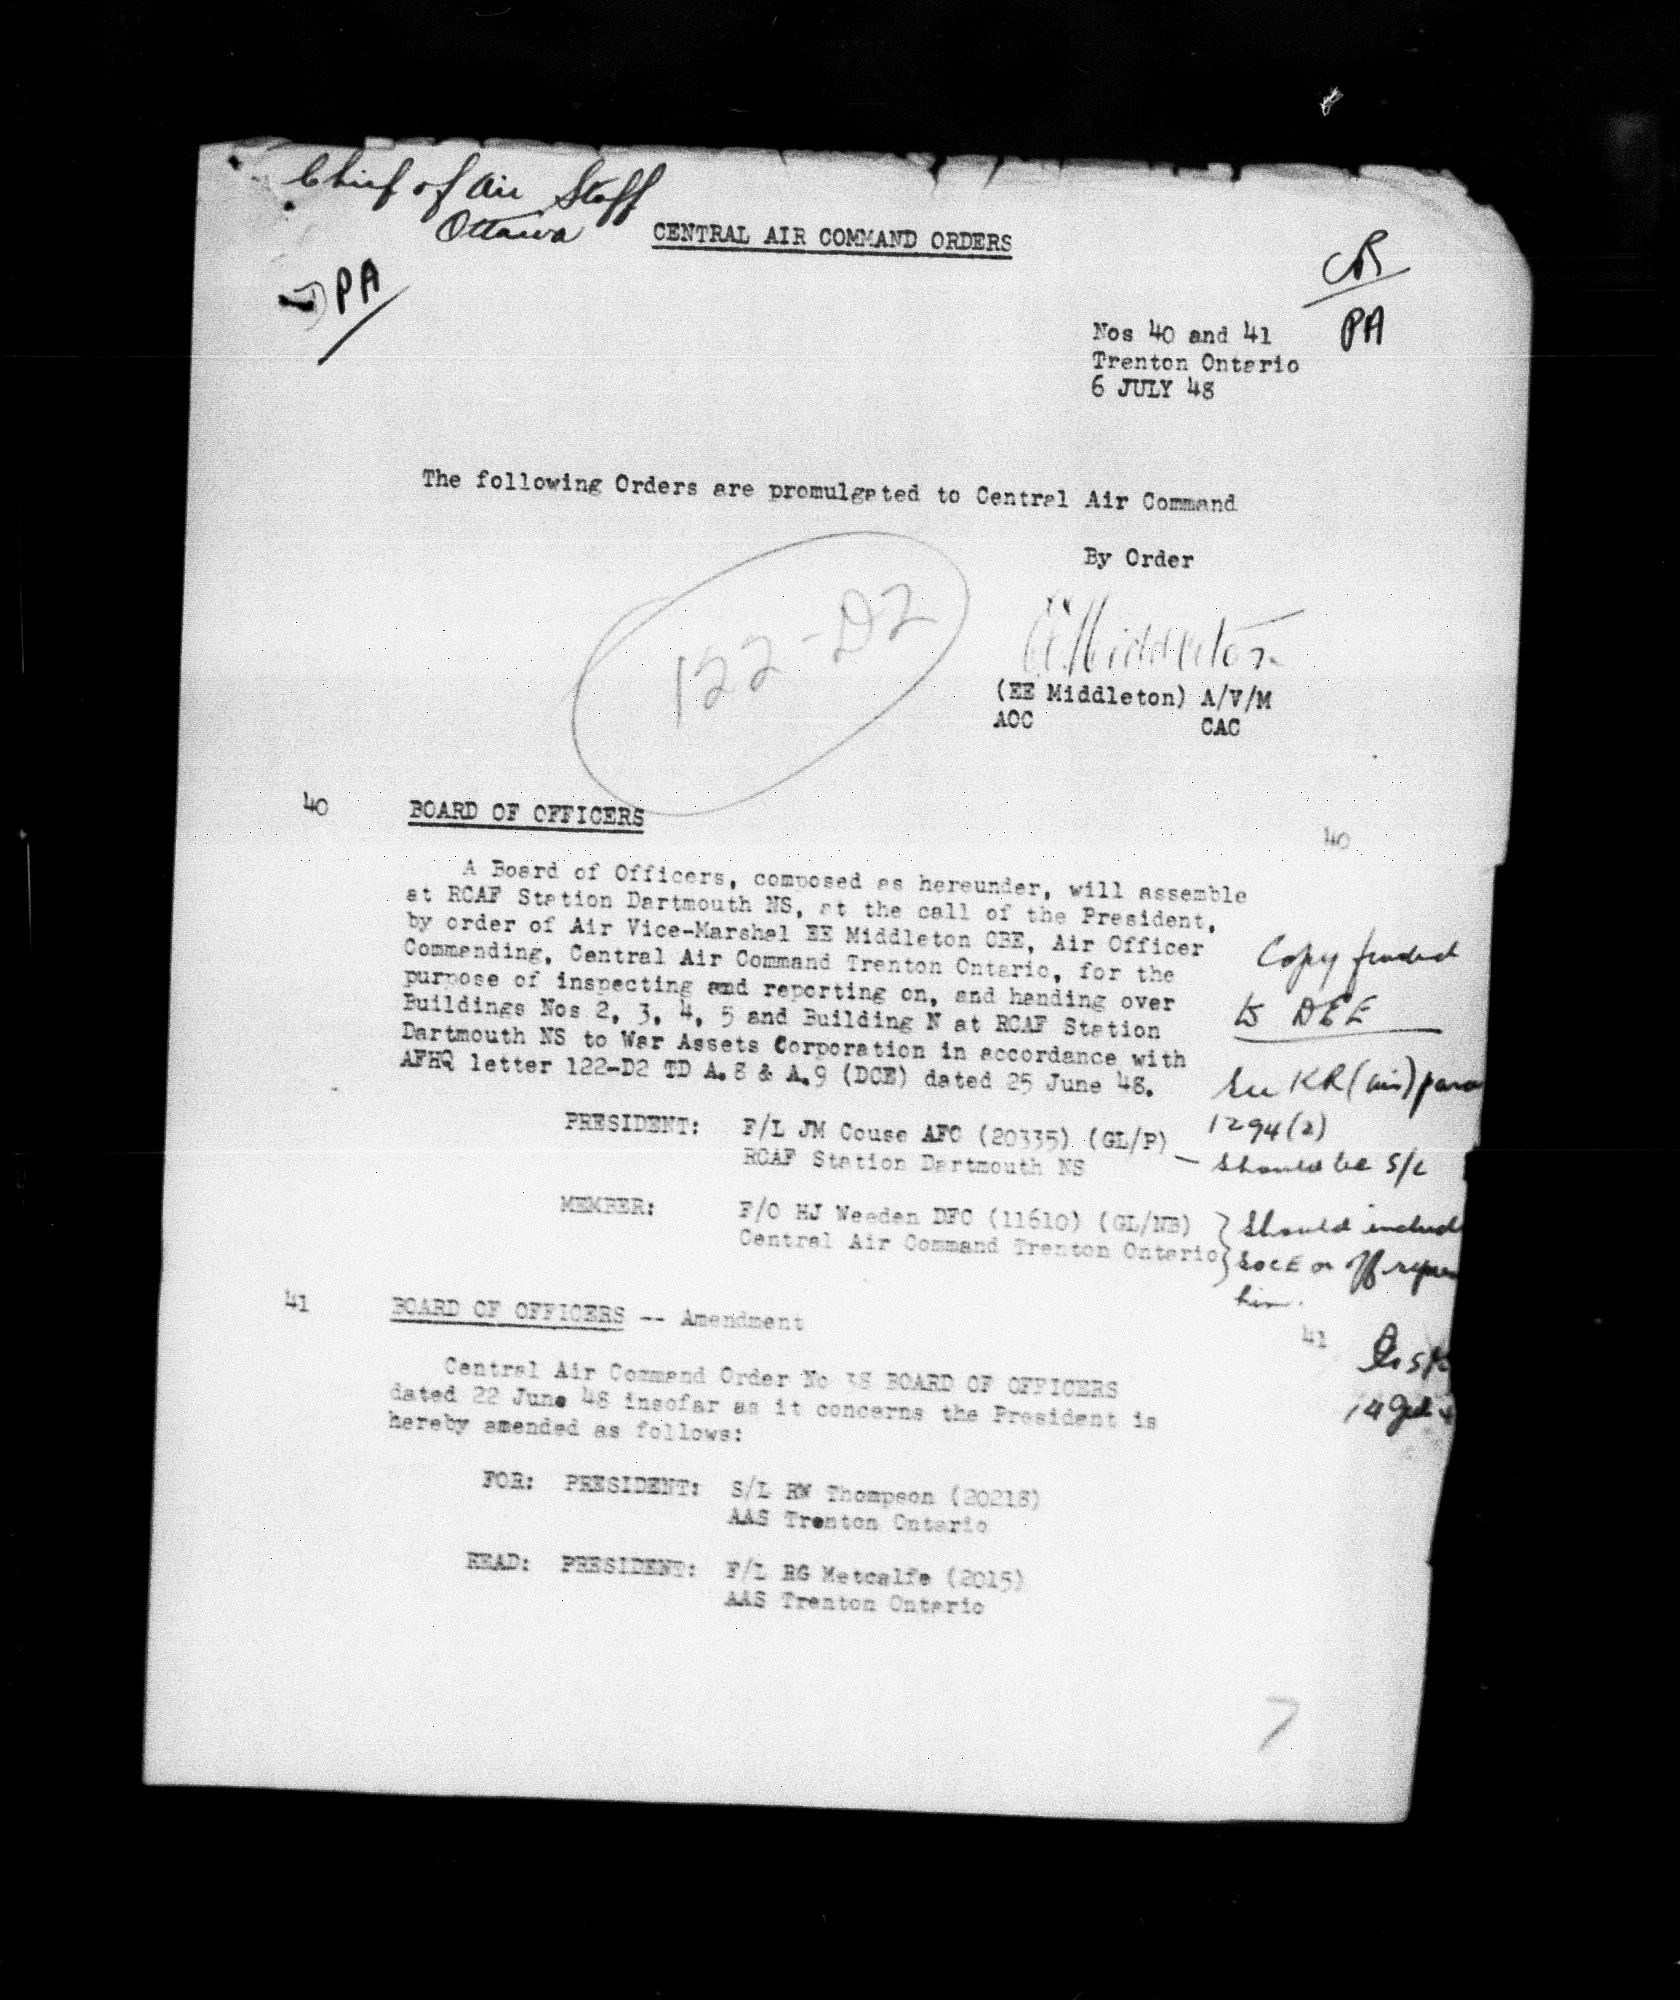 Chief of Air Staff
Ottawa
CENTRAL AIR COMMAND ORDERS
PA
PA
Nos 40 and 41
Trenton Ontario
6 JULY 48
The following Orders are promulgated to Central Air Command
By Order
122-D2
EMiddleton
(EE Middleton) A/V/M
AOC CAC
40 BOARD OF OFFICERS 40
A Board of Officers, composed as hereunder, will assemble
at RCAF Station Dartmouth NS, at the call of the President,
by order of Air Vice-Marshal EE Middleton CBE, Air Officer
Commanding, Central Air Command Trenton Ontario, for the
purpose of inspecting and reporting on, and handing over
Buildings Nos 2, 3, 4, 5 and Building N at RCAF Station
Dartmouth NS to War Assets Corporation in accordance with
AFHQ letter 122-D2 TD A.8 & A.9 (DCE) dated 25 June 48.
Copy
to
See KR (Air) para
1294(2)
PRESIDENT: F/L JM Couse AFC (20335) (GL/P)
RCAF Station Dartmouth NS
— should be S/L
MEMBER: F/O HJ Weeden DFC (11610) (GL/NB)
Central Air Command Trenton Ontario
} should includ
or off
him.
41 BOARD OF OFFICERS -- Amendment 41
Central Air Command Order No 38 BOARD OF OFFICERS
dated 22 June 48 insofar as it concerns the President is
hereby amended as follows:
FOR: PRESIDENT: S/L RW Thompson (20218)
AAS Trenton Ontario
READ: PRESIDENT: F/L RG Metcalfe (2015)
AAS Trenton Ontario
7